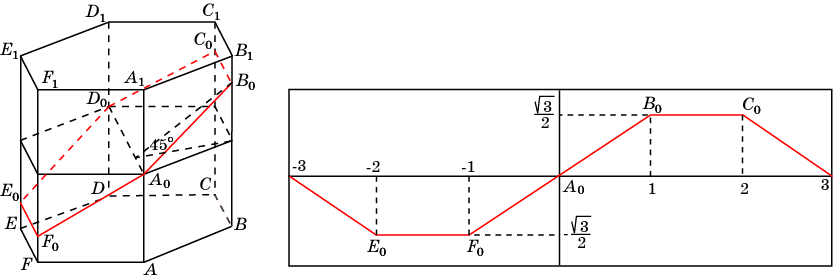 D₁ C₁
E₁ C₀ B₁
F₁ A₁ B₀
D₀
45°
E₀ A₀
D C
E F₀ B
F A
√3/2 B₀ C₀
-3 -2 -1
A₀ 1 2 3
E₀ F₀ -√3/2